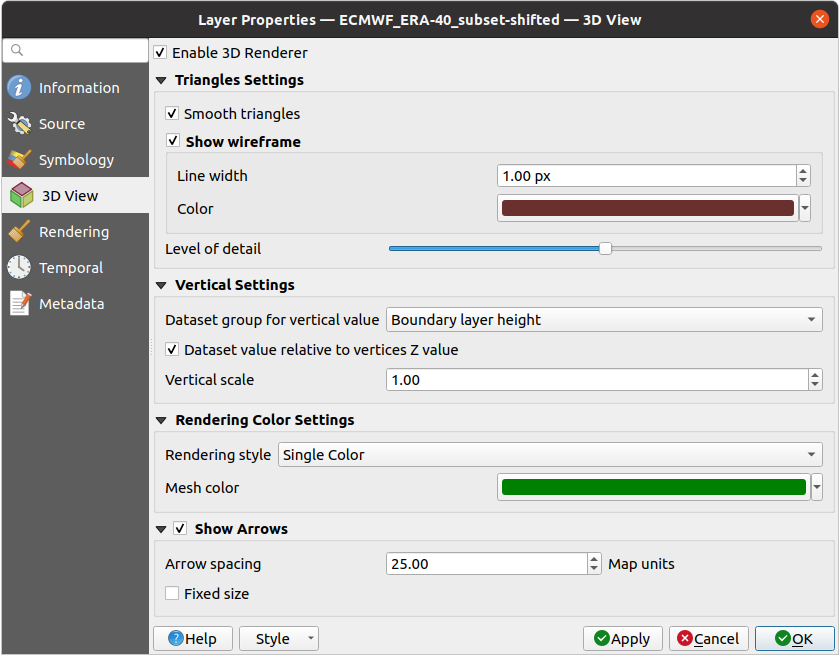 Layer Properties — ECMWF_ERA-40_subset-shifted — 3D View
Enable 3D Renderer
Information
Source
Symbology
3D View
Rendering
Temporal
Metadata
Triangles Settings
Smooth triangles
Show wireframe
Line width 1.00 px
Color
Level of detail
Vertical Settings
Dataset group for vertical value Boundary layer height
Dataset value relative to vertices Z value
Vertical scale 1.00
Rendering Color Settings
Rendering style Single Color
Mesh color
Show Arrows
Arrow spacing 25.00 Map units
Fixed size
Help Style Apply Cancel OK